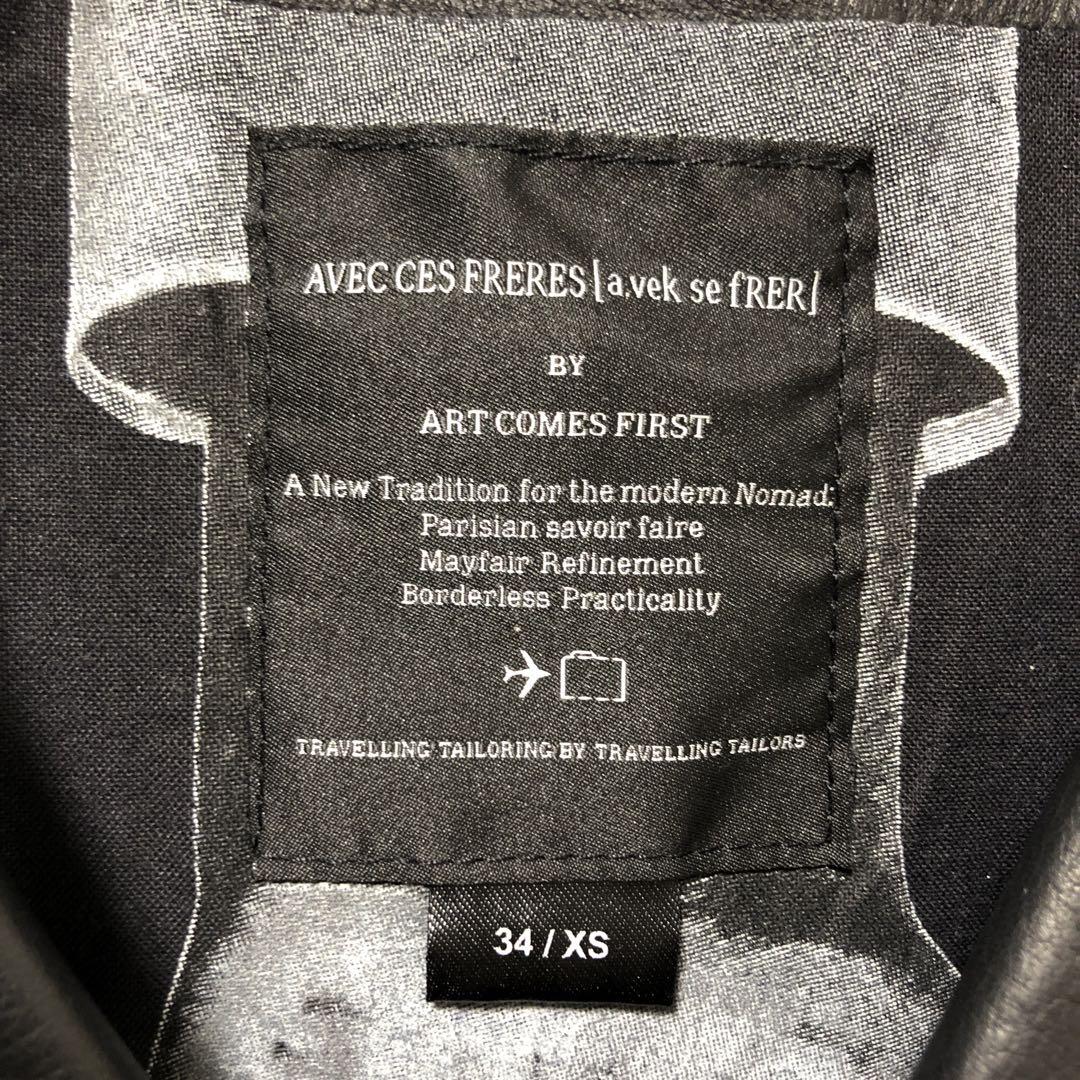 AVEC CES FRERES [a.vek se fRER]
BY
ART COMES FIRST
A New Tradition for the modern Nomad:
Parisian savoir faire
Mayfair Refinement
Borderless Practicality
TRAVELLING TAILORING BY TRAVELLING TAILORS
34 / XS